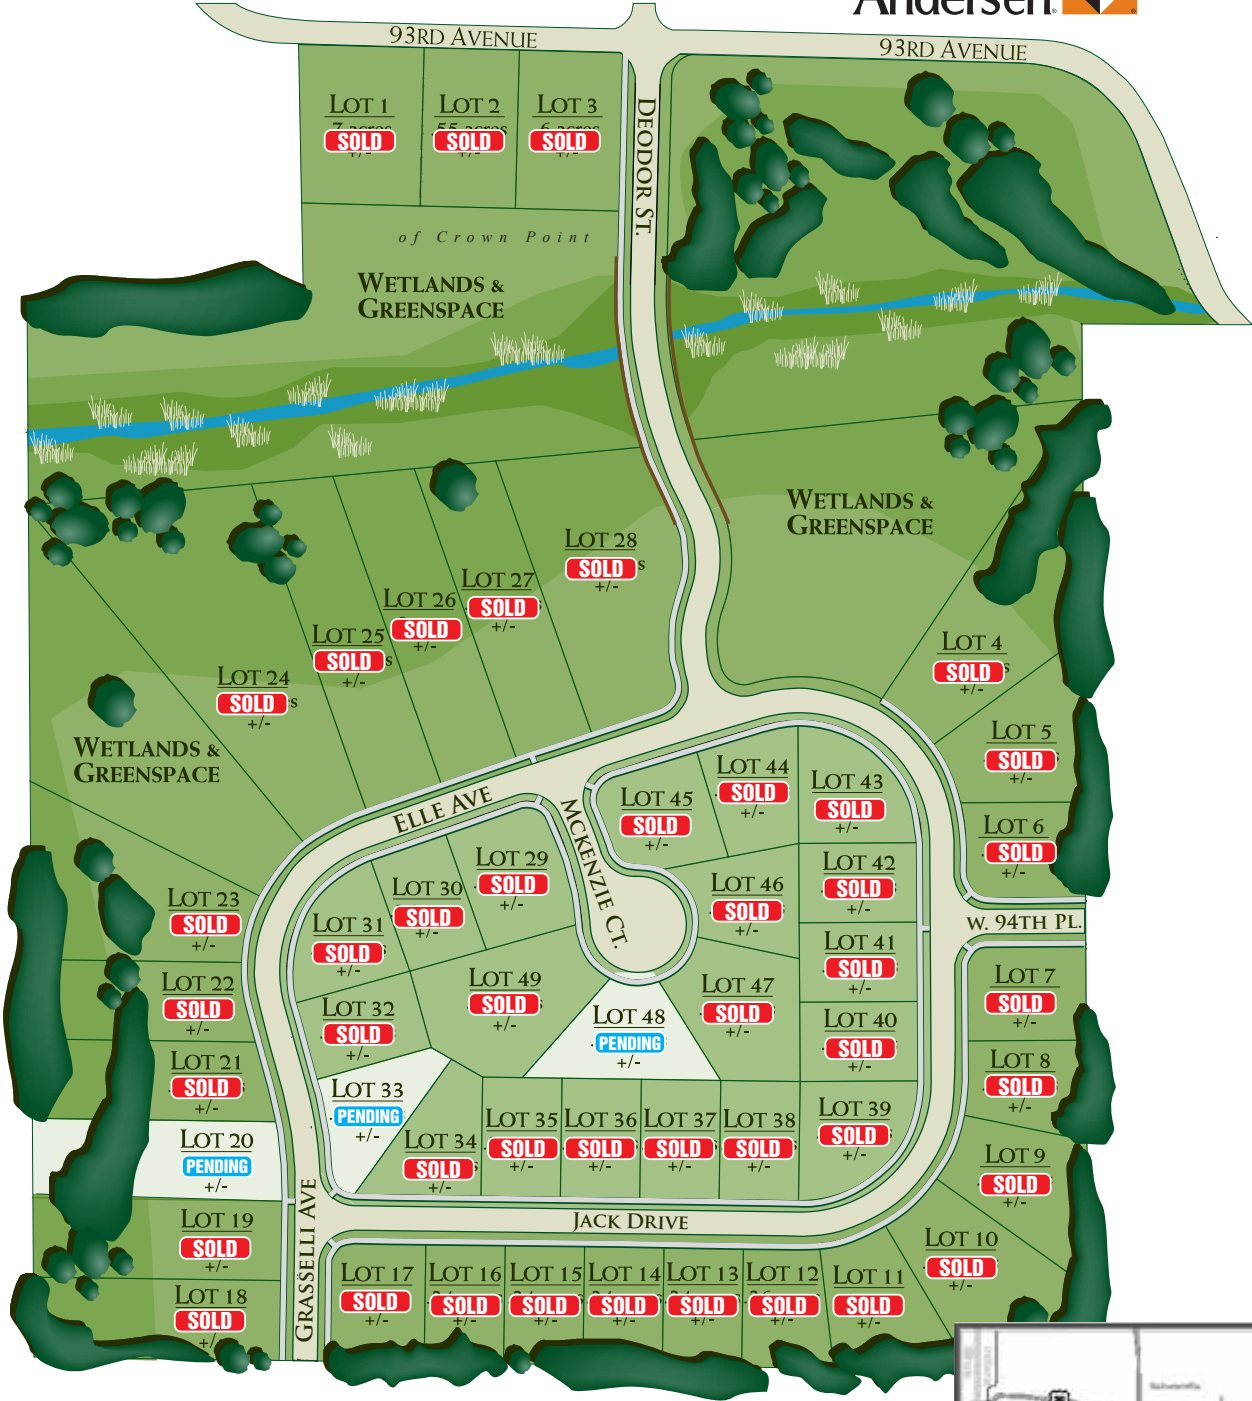 Andersen
93RD AVENUE
93RD AVENUE
LOT 1
SOLD
+/-
LOT 2
SOLD
+/-
LOT 3
SOLD
+/-
DEODOR ST.
of Crown Point
WETLANDS &
GREENSPACE
WETLANDS &
GREENSPACE
LOT 28
SOLD
+/-
LOT 27
SOLD
+/-
LOT 26
SOLD
+/-
LOT 25
SOLD
+/-
LOT 24
SOLD
+/-
LOT 4
SOLD
+/-
LOT 5
SOLD
+/-
LOT 6
SOLD
+/-
WETLANDS &
GREENSPACE
ELLE AVE
MCKENZIE CT.
LOT 45
SOLD
+/-
LOT 44
SOLD
+/-
LOT 43
SOLD
+/-
LOT 42
SOLD
+/-
LOT 46
SOLD
+/-
LOT 29
SOLD
+/-
LOT 30
SOLD
+/-
LOT 31
SOLD
+/-
LOT 23
SOLD
+/-
W. 94TH PL.
LOT 41
SOLD
+/-
LOT 47
SOLD
+/-
LOT 49
SOLD
+/-
LOT 22
SOLD
+/-
LOT 7
SOLD
+/-
LOT 32
SOLD
+/-
LOT 48
PENDING
+/-
LOT 40
SOLD
+/-
LOT 21
SOLD
+/-
LOT 8
SOLD
+/-
LOT 33
PENDING
+/-
LOT 34
SOLD
+/-
LOT 35
SOLD
+/-
LOT 36
SOLD
+/-
LOT 37
SOLD
+/-
LOT 38
SOLD
+/-
LOT 39
SOLD
+/-
LOT 20
PENDING
+/-
LOT 9
SOLD
+/-
LOT 19
SOLD
+/-
GRASSELLI AVE
JACK DRIVE
LOT 10
SOLD
+/-
LOT 18
SOLD
+/
LOT 17
SOLD
+/-
LOT 16
SOLD
+/-
LOT 15
SOLD
+/-
LOT 14
SOLD
+/-
LOT 13
SOLD
+/-
LOT 12
SOLD
+/-
LOT 11
SOLD
+/-